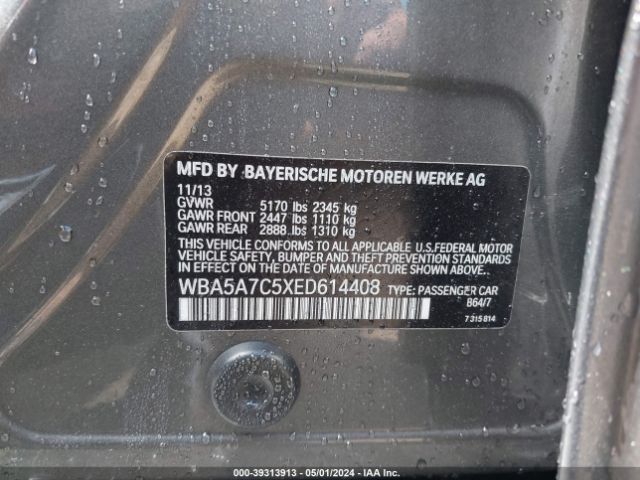 MFD BY BAYERISCHE MOTOREN WERKE AG
11/13
GVWR 5170 lbs 2345 kg
GAWR FRONT 2447 lbs 1110 kg
GAWR REAR 2888 lbs 1310 kg
THIS VEHICLE CONFORMS TO ALL APPLICABLE U.S.FEDERAL MOTOR
VEHICLE SAFETY, BUMPER AND THEFT PREVENTION STANDARDS
IN EFFECT ON THE DATE OF MANUFACTURE SHOWN ABOVE.
WBA5A7C5XED614408 TYPE: PASSENGER CAR
B64/7
7 315 814
000-39313913 - 05/01/2024 - IAA Inc.